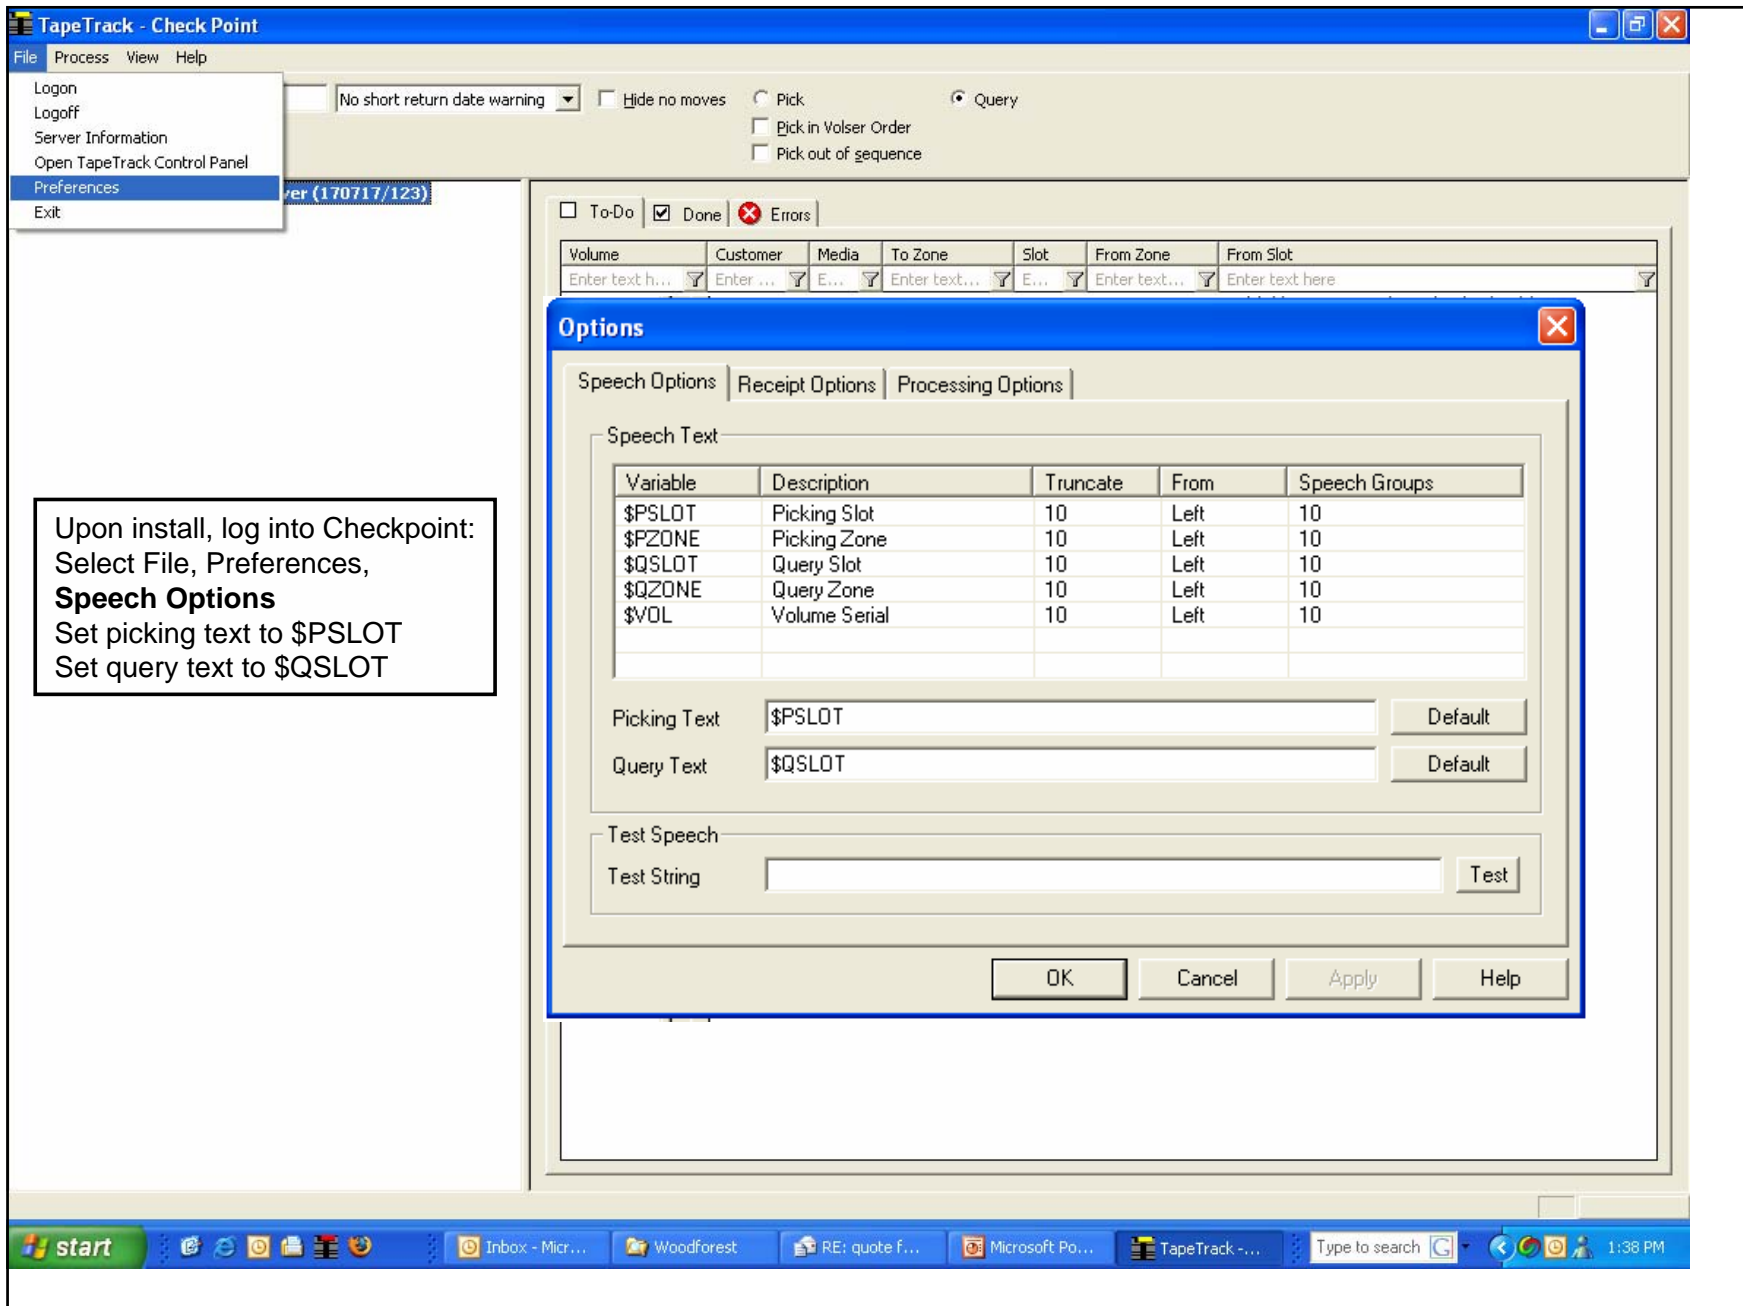 TapeTrack - Check Point
File Process View Help
Logon
Logoff
Server Information
Open TapeTrack Control Panel
Preferences
Exit
No short return date warning
Hide no moves
Pick
Query
Pick in Volser Order
Pick out of sequence
ver (170717/123)
To-Do Done Errors
Volume Customer Media To Zone Slot From Zone From Slot
Enter text h... Enter ... E... Enter text... E... Enter text... Enter text here
Options
Speech Options Receipt Options Processing Options
Speech Text
Variable Description Truncate From Speech Groups
$PSLOT Picking Slot 10 Left 10
$PZONE Picking Zone 10 Left 10
$QSLOT Query Slot 10 Left 10
$QZONE Query Zone 10 Left 10
$VOL Volume Serial 10 Left 10
Picking Text $PSLOT Default
Query Text $QSLOT Default
Test Speech
Test String Test
OK Cancel Apply Help
Upon install, log into Checkpoint:
Select File, Preferences,
Speech Options
Set picking text to $PSLOT
Set query text to $QSLOT
start Inbox - Micr... Woodforest RE: quote f... Microsoft Po... TapeTrack -... Type to search 1:38 PM